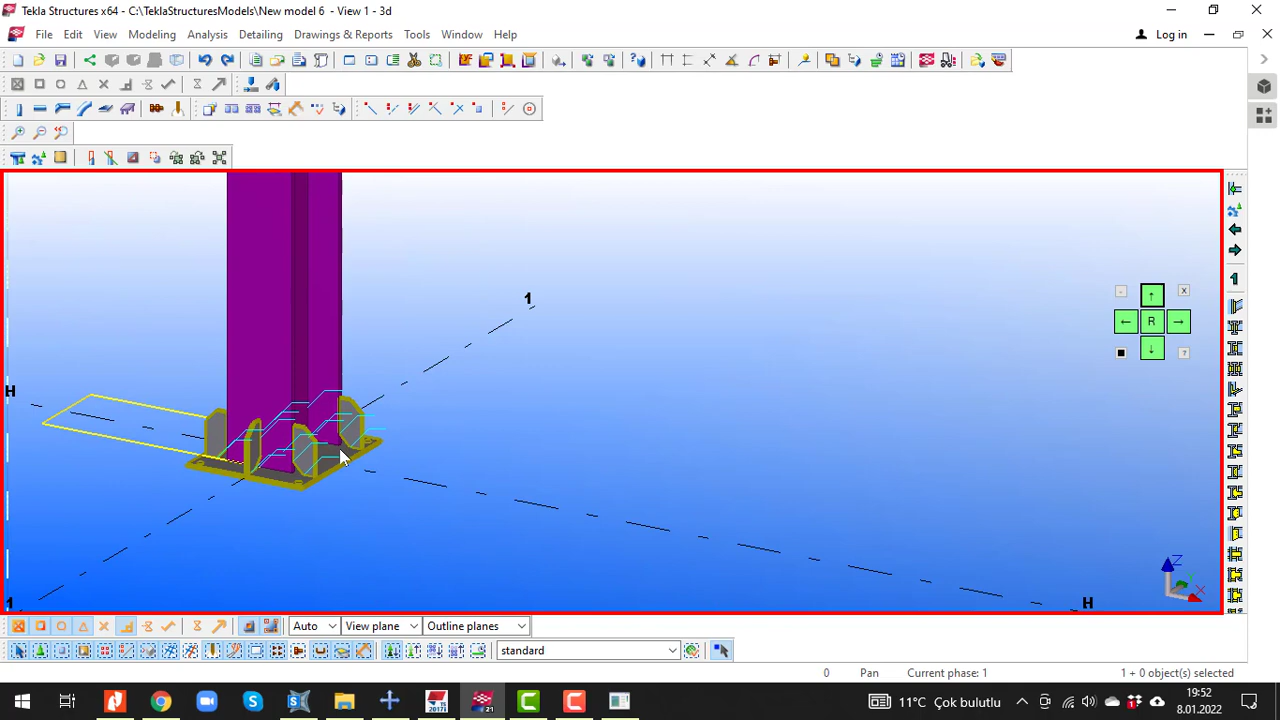 Tekla Structures x64 - C:\TeklaStructuresModels\New model 6 - View 1 - 3d
File Edit View Modeling Analysis Detailing Drawings & Reports Tools Window Help Log in
1
H
H
1
X
R
?
Z
X
Auto View plane Outline planes
standard
0 Pan Current phase: 1 1 + 0 object(s) selected
2017i 21
11°C Çok bulutlu
19:52
8.01.2022